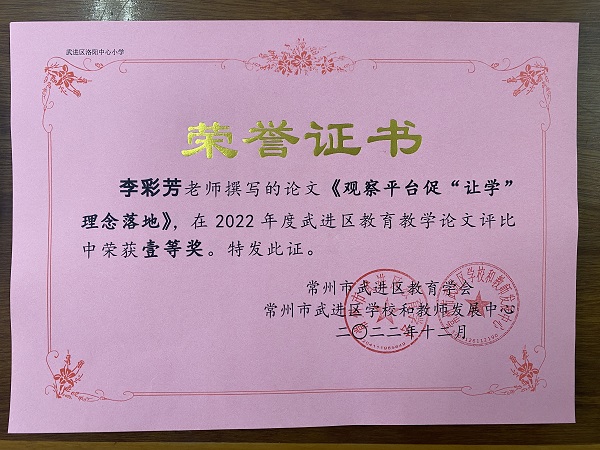 武进区洛阳中心小学
荣誉证书
李彩芳老师撰写的论文《观察平台促“让学”
理念落地》，在 2022 年度武进区教育教学论文评比
中荣获壹等奖。特发此证。
常州市武进区教育学会
常州市武进区学校和教师发展中心
二〇二二年十二月